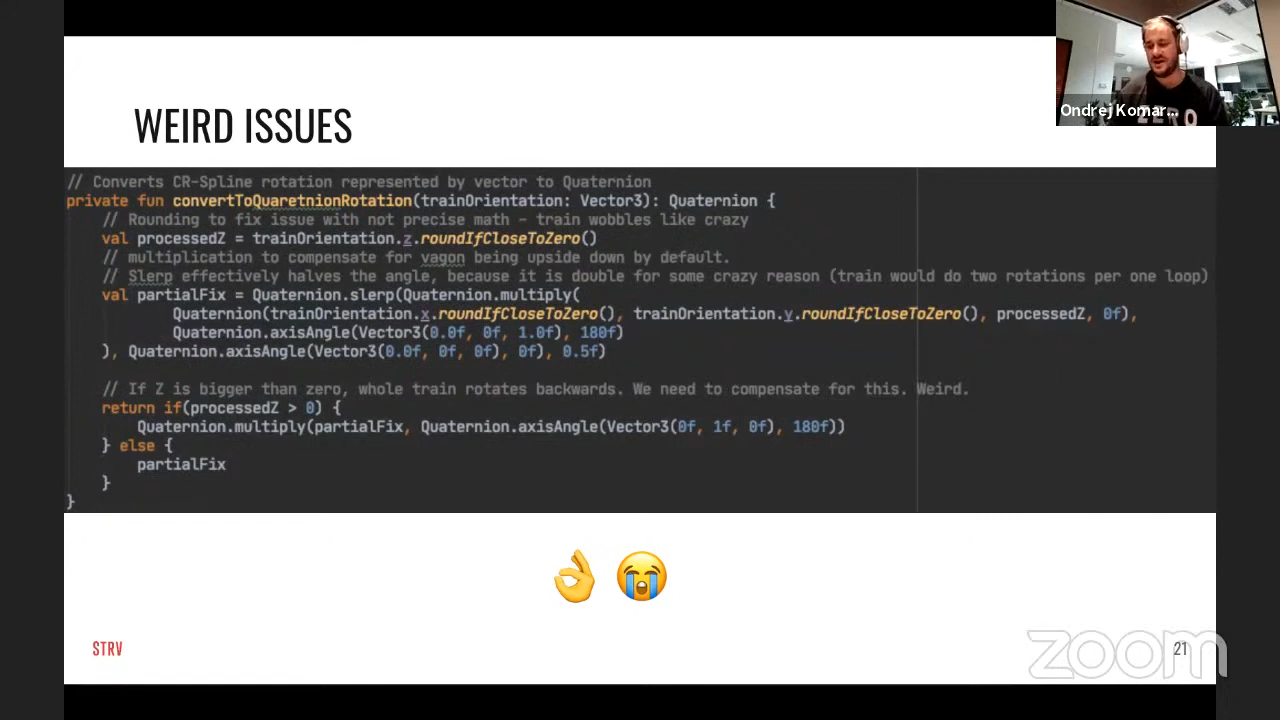 WEIRD ISSUES
Ondrej Komar...
// Converts CR-Spline rotation represented by vector to Quaternion
private fun convertToQuaretnionRotation(trainOrientation: Vector3): Quaternion {
// Rounding to fix issue with not precise math - train wobbles like crazy
val processedZ = trainOrientation.z.roundIfCloseToZero()
// multiplication to compensate for vagon being upside down by default.
// Slerp effectively halves the angle, because it is double for some crazy reason (train would do two rotations per one loop)
val partialFix = Quaternion.slerp(Quaternion.multiply(
Quaternion(trainOrientation.x.roundIfCloseToZero(), trainOrientation.y.roundIfCloseToZero(), processedZ, 0f),
Quaternion.axisAngle(Vector3(0.0f, 0f, 1.0f), 180f)
), Quaternion.axisAngle(Vector3(0.0f, 0f, 0f), 0f), 0.5f)
// If Z is bigger than zero, whole train rotates backwards. We need to compensate for this. Weird.
return if(processedZ > 0) {
Quaternion.multiply(partialFix, Quaternion.axisAngle(Vector3(0f, 1f, 0f), 180f))
} else {
partialFix
}
}
STRV
21
zoom